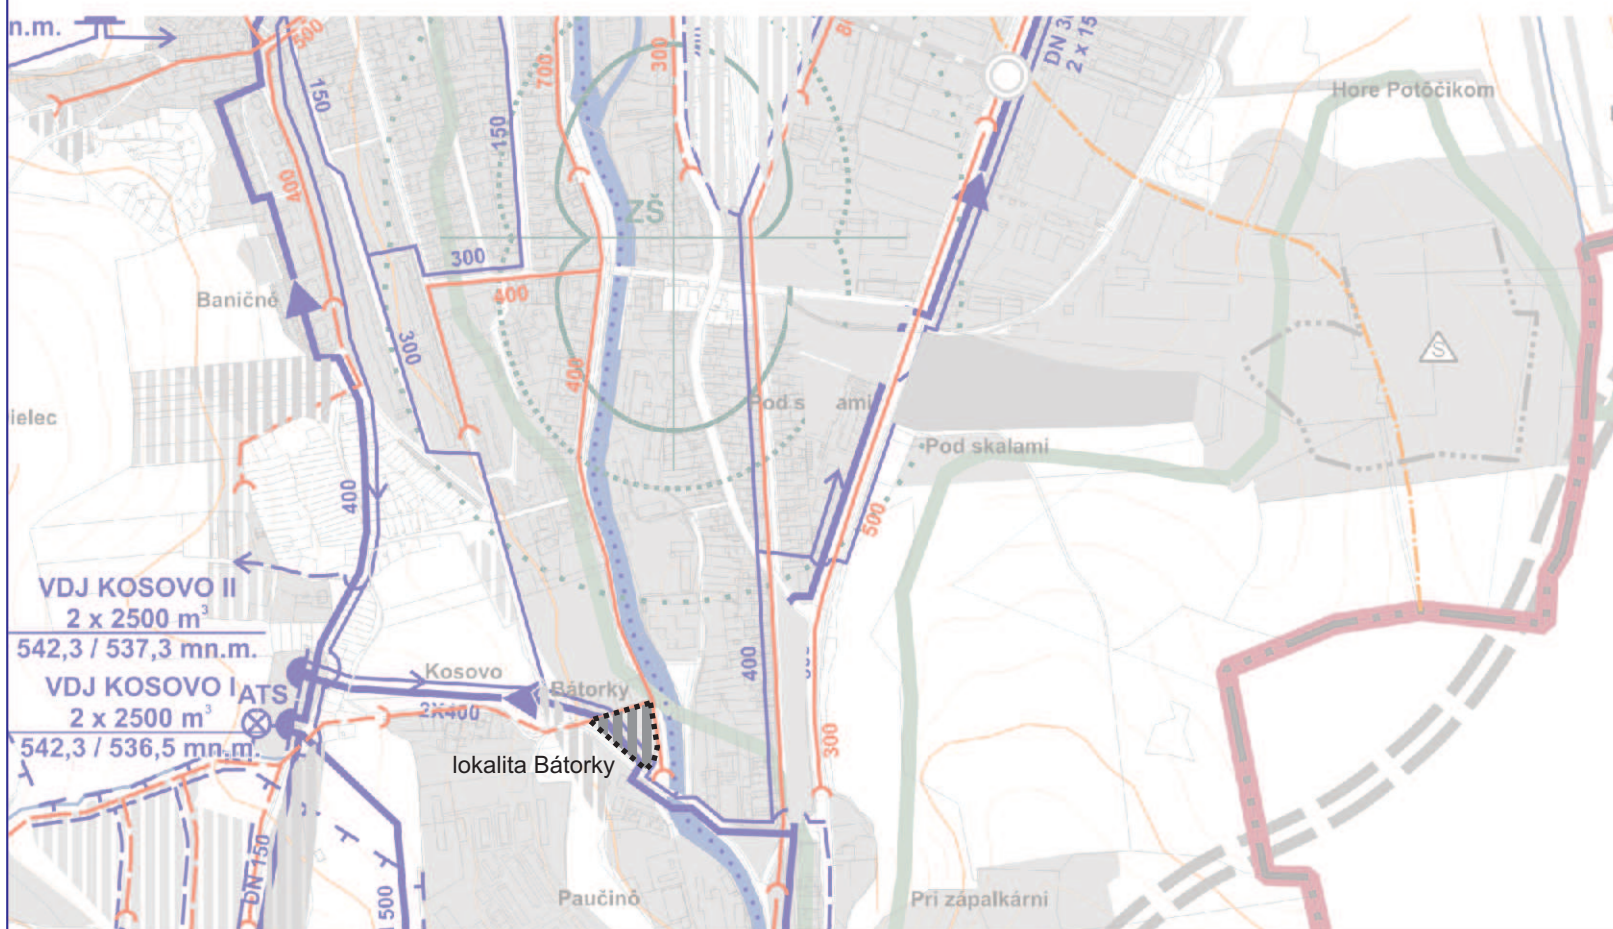 n.m.
500
150
700
300
DN 30
2 x 15
Hore Potôčikom
150
400
ZŠ
300
400
Baničné
300
400
S
Pod s ami
ielec
Pod skalami
400
500
VDJ KOSOVO II
2 x 2500 m³
542,3 / 537,3 mn.m.
VDJ KOSOVO I
ATS
2 x 2500 m³
542,3 / 536,5 mn.m.
Kosovo
Bátorky
2X400
400
300
lokalita Bátorky
DN 150
500
Paučinô
Pri zápalkárni